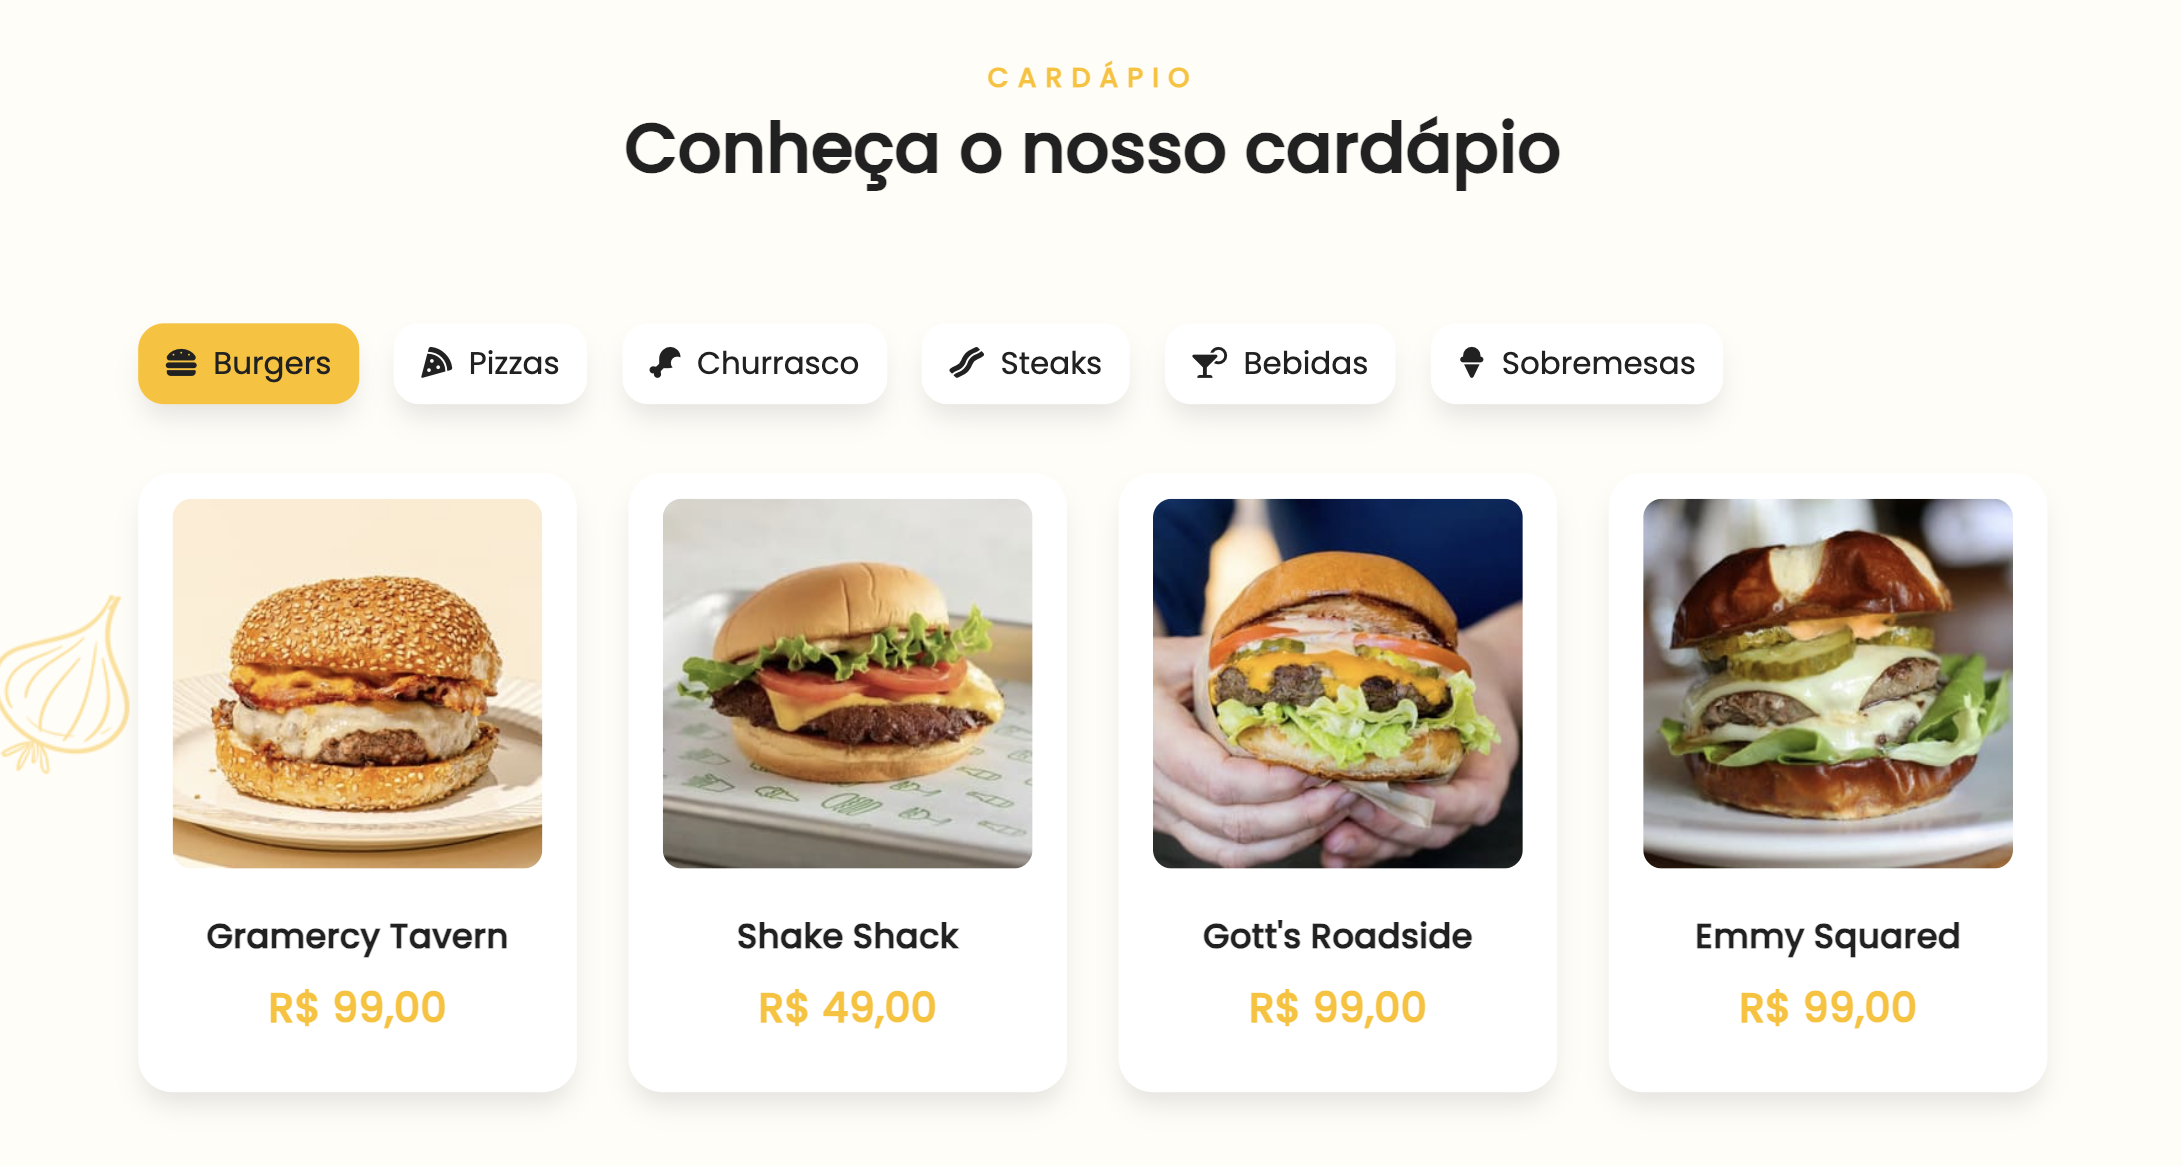 CARDÁPIO
Conheça o nosso cardápio
Burgers
Pizzas
Churrasco
Steaks
Bebidas
Sobremesas
Gramercy Tavern
R$ 99,00
Shake Shack
R$ 49,00
Gott's Roadside
R$ 99,00
Emmy Squared
R$ 99,00